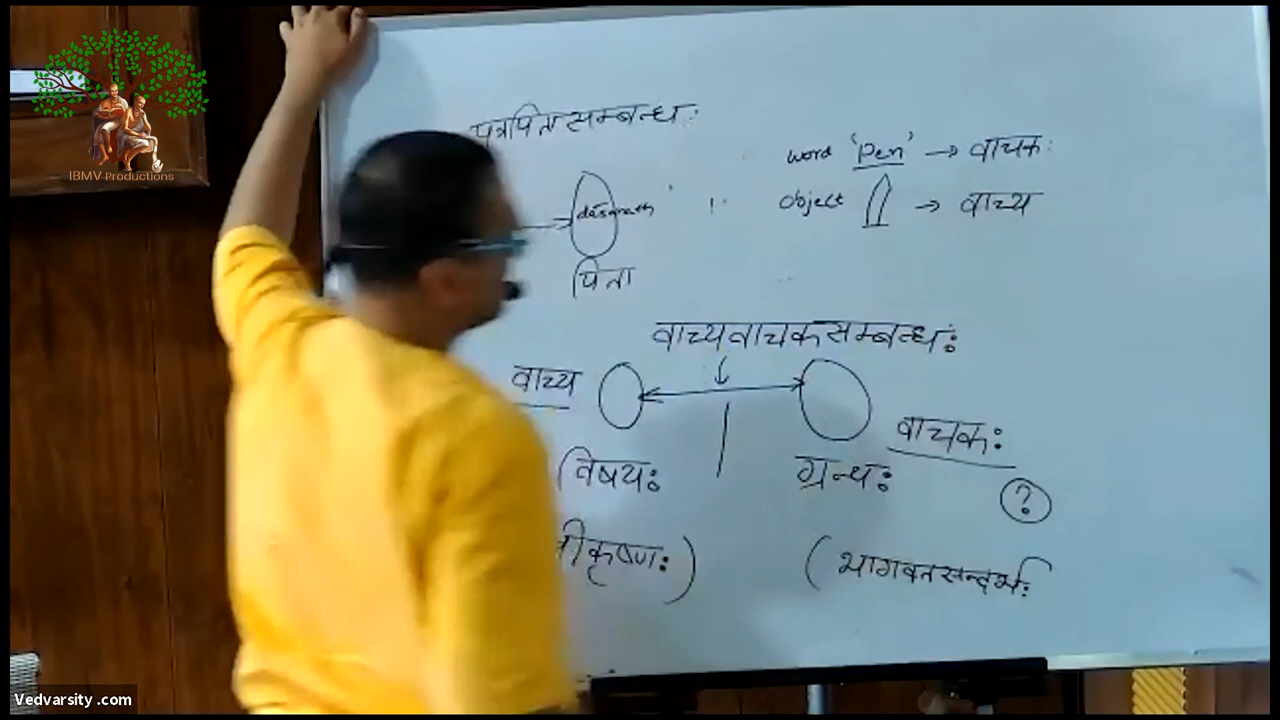 पुत्रपितासम्बन्धः
word 'Pen' → वाचकः
object → वाच्य
dasarath
पिता
वाच्यवाचकसम्बन्धः
वाच्य
वाचकः
विषयः
ग्रन्थः
?
श्रीकृष्णः)
(भागवतसन्दर्भः
IBMV Productions
Vedvarsity .com